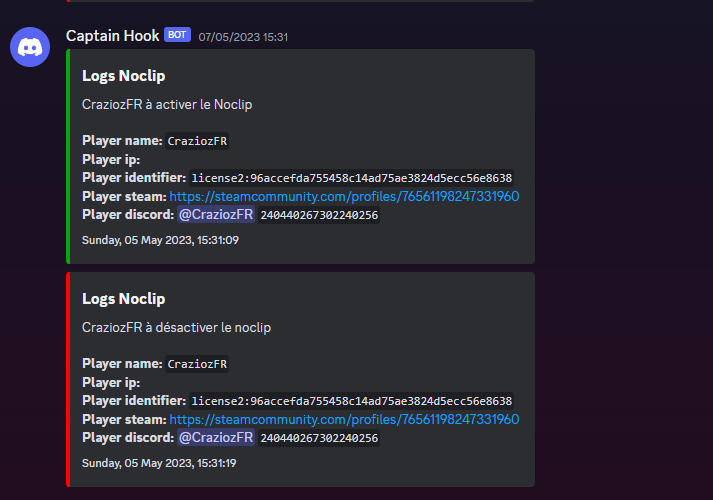 Captain Hook BOT 07/05/2023 15:31
Logs Noclip
CraziozFR à activer le Noclip
Player name: CraziozFR
Player ip:
Player identifier: license2:96accefda755458c14ad75ae3824d5ecc56e8638
Player steam: https://steamcommunity.com/profiles/76561198247331960
Player discord: @CraziozFR 240440267302240256
Sunday, 05 May 2023, 15:31:09
Logs Noclip
CraziozFR à désactiver le noclip
Player name: CraziozFR
Player ip:
Player identifier: license2:96accefda755458c14ad75ae3824d5ecc56e8638
Player steam: https://steamcommunity.com/profiles/76561198247331960
Player discord: @CraziozFR 240440267302240256
Sunday, 05 May 2023, 15:31:19